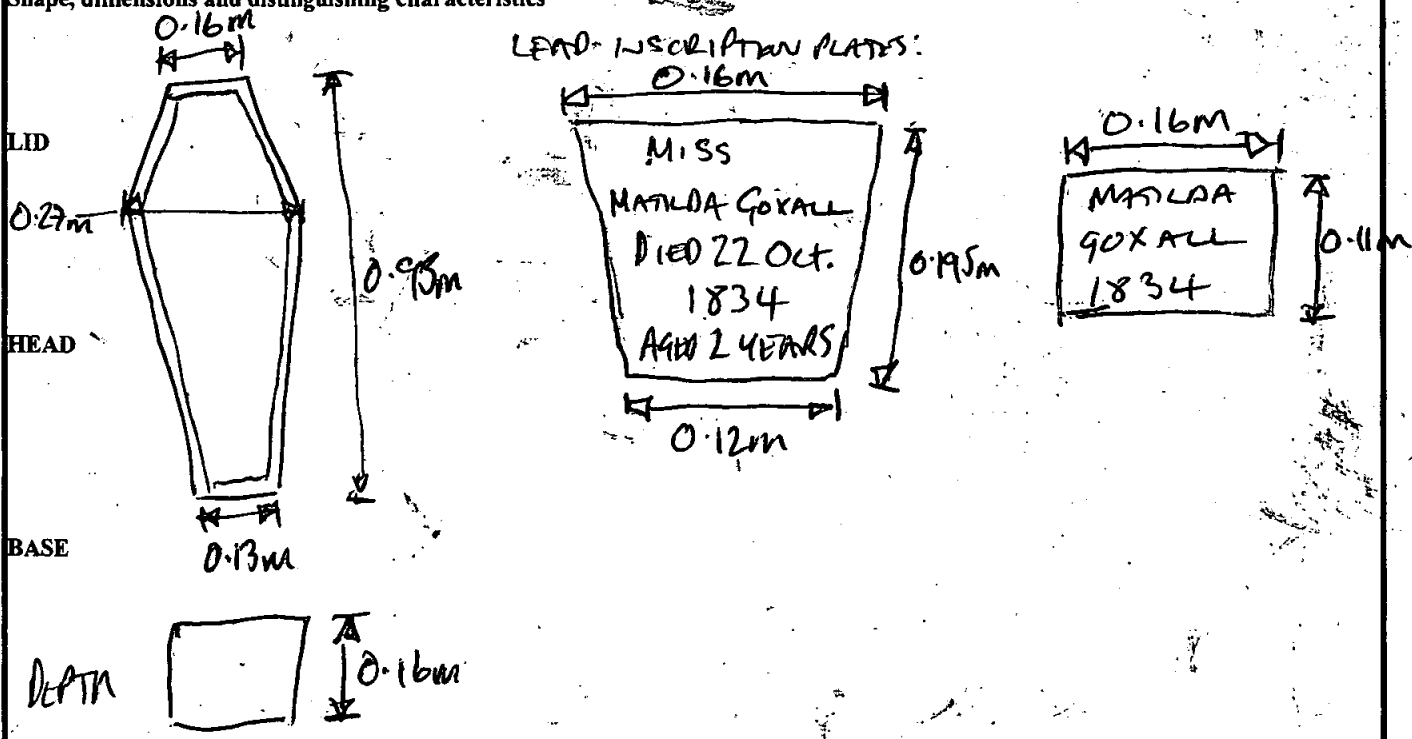 Shape, dimensions and distinguishing characteristics
0.16m
LID
0.27m
0.95m
HEAD
BASE
0.13m
DEPTH
0.16m
LEAD INSCRIPTION PLATES:
0.16m
MISS
MATILDA GOXALL
DIED 22 Oct.
1834
AGED 2 YEARS
0.195m
0.12m
0.16m
MATILDA
GOXALL
1834
0.11m